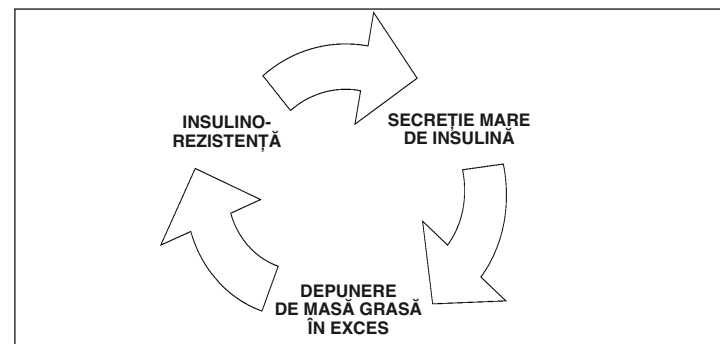 INSULINO-
REZISTENȚĂ
SECREȚIE MARE
DE INSULINĂ
DEPUNERE
DE MASĂ GRASĂ
ÎN EXCES